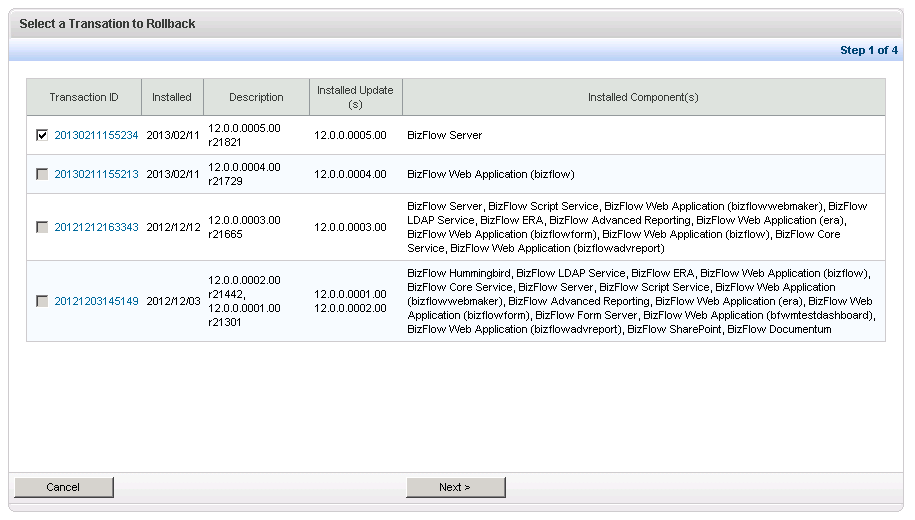 Select a Transation to Rollback
Step 1 of 4
Transaction ID Installed Description Installed Update (s) Installed Component(s)
20130211155234 2013/02/11 12.0.0.0005.00 r21821 12.0.0.0005.00 BizFlow Server
20130211155213 2013/02/11 12.0.0.0004.00 r21729 12.0.0.0004.00 BizFlow Web Application (bizflow)
20121212163343 2012/12/12 12.0.0.0003.00 r21665 12.0.0.0003.00
BizFlow Server, BizFlow Script Service, BizFlow Web Application (bizflowwebmaker), BizFlow
LDAP Service, BizFlow ERA, BizFlow Advanced Reporting, BizFlow Web Application (era),
BizFlow Web Application (bizflowform), BizFlow Web Application (bizflow), BizFlow Core
Service, BizFlow Web Application (bizflowadvreport)
20121203145149 2012/12/03 12.0.0.0002.00 r21442, 12.0.0.0001.00 r21301 12.0.0.0001.00 12.0.0.0002.00
BizFlow Hummingbird, BizFlow LDAP Service, BizFlow ERA, BizFlow Web Application (bizflow),
BizFlow Core Service, BizFlow Server, BizFlow Script Service, BizFlow Web Application
(bizflowwebmaker), BizFlow Advanced Reporting, BizFlow Web Application (era), BizFlow Web
Application (bizflowform), BizFlow Form Server, BizFlow Web Application (bfwmtestdashboard),
BizFlow Web Application (bizflowadvreport), BizFlow SharePoint, BizFlow Documentum
Cancel Next >